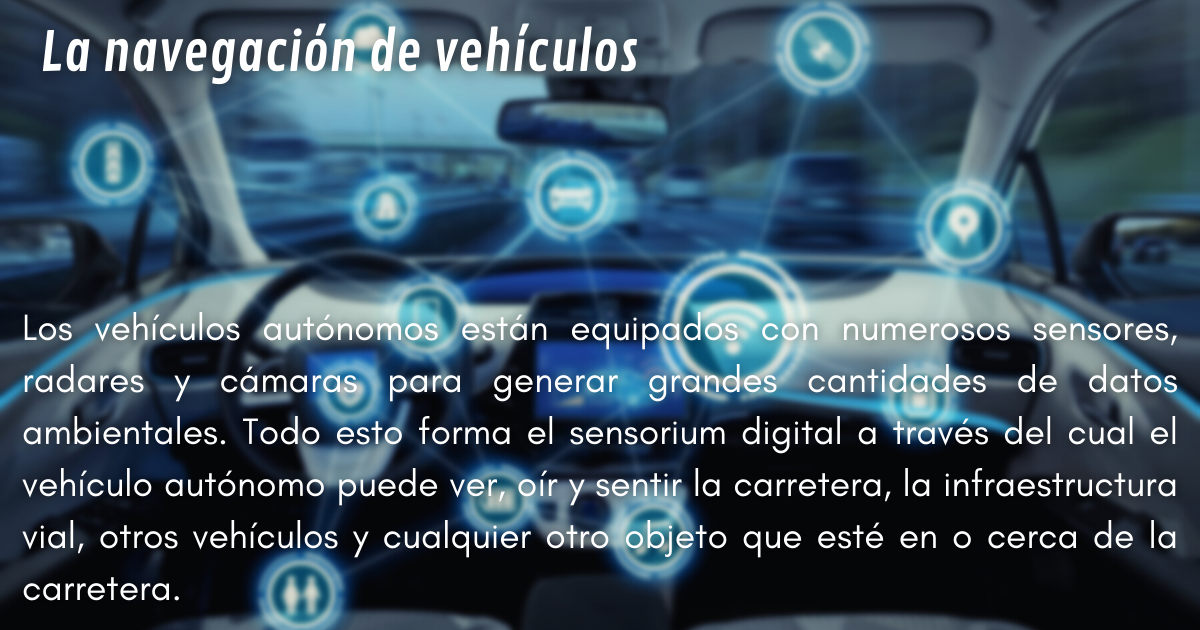 La navegación de vehículos
Los vehículos autónomos están equipados con numerosos sensores,
radares y cámaras para generar grandes cantidades de datos
ambientales. Todo esto forma el sensorium digital a través del cual el
vehículo autónomo puede ver, oír y sentir la carretera, la infraestructura
vial, otros vehículos y cualquier otro objeto que esté en o cerca de la
carretera.